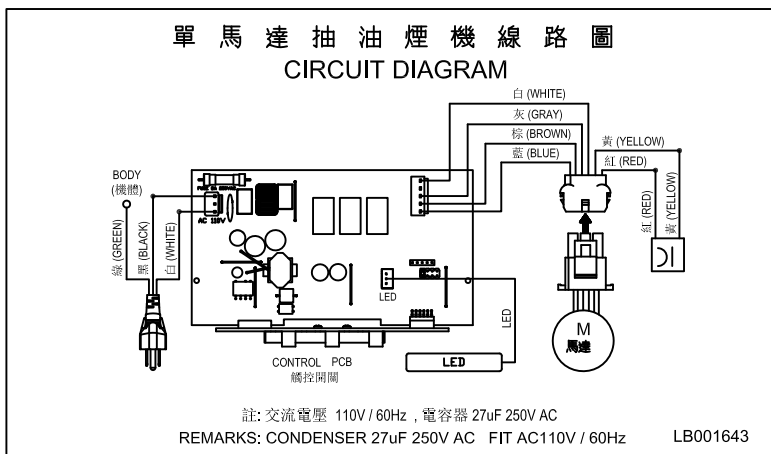 單馬達抽油煙機線路圖
CIRCUIT DIAGRAM
白 (WHITE)
灰 (GRAY)
棕 (BROWN)
藍 (BLUE)
黃 (YELLOW)
紅 (RED)
紅 (RED)
黃 (YELLOW)
BODY
(機體)
綠 (GREEN)
黑 (BLACK)
白 (WHITE)
AC 110V
LED
LED
LED
M
馬達
CONTROL PCB
觸控開關
註: 交流電壓 110V / 60Hz , 電容器 27uF 250V AC
REMARKS: CONDENSER 27uF 250V AC FIT AC110V / 60Hz
LB001643